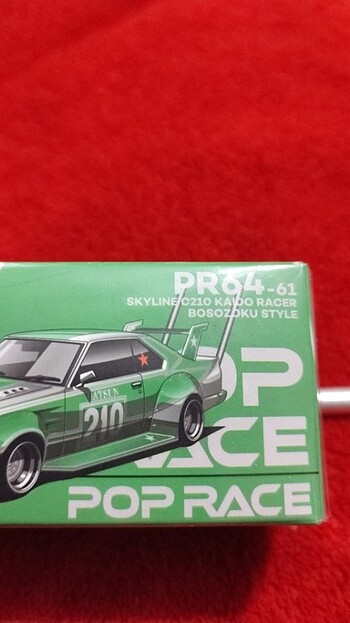 PR64-61
SKYLINE C210 KAIDO RACER
BOSOZOKU STYLE
210
POP RACE